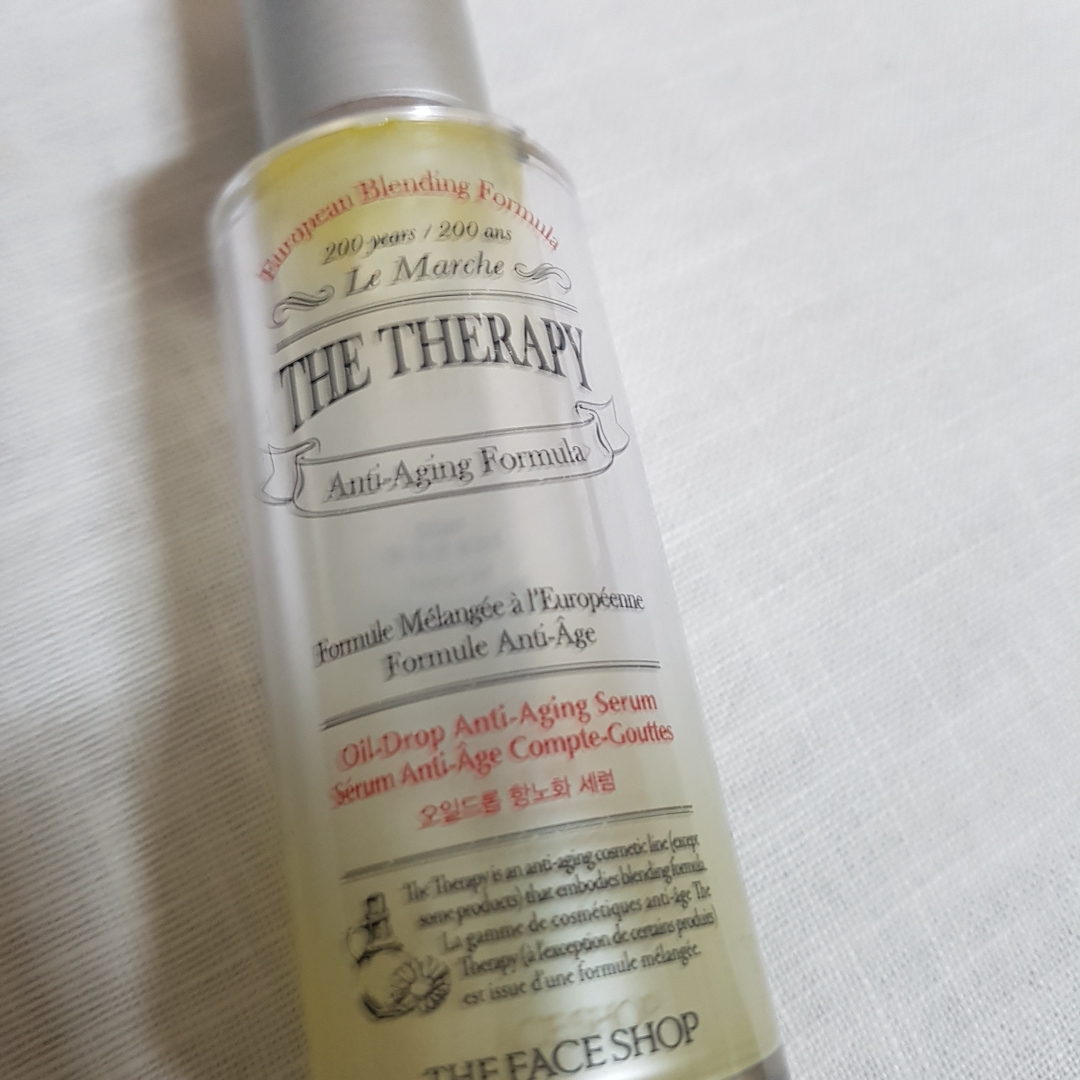 European Blending Formula
200 years / 200 ans
Le Marche
THE THERAPY
Anti-Aging Formula
Formule Mélangée à l'Européenne
Formule Anti-Âge
Oil-Drop Anti-Aging Serum
Sérum Anti-Âge Compte-Gouttes
오일드롭 항노화 세럼
The Therapy is an anti-aging cosmetic line (except
some products) that embodies blending formula.
La gamme de cosmétiques anti-âge The
Therapy (à l'exception de certains produits)
est issue d'une formule mélangée.
THE FACE SHOP